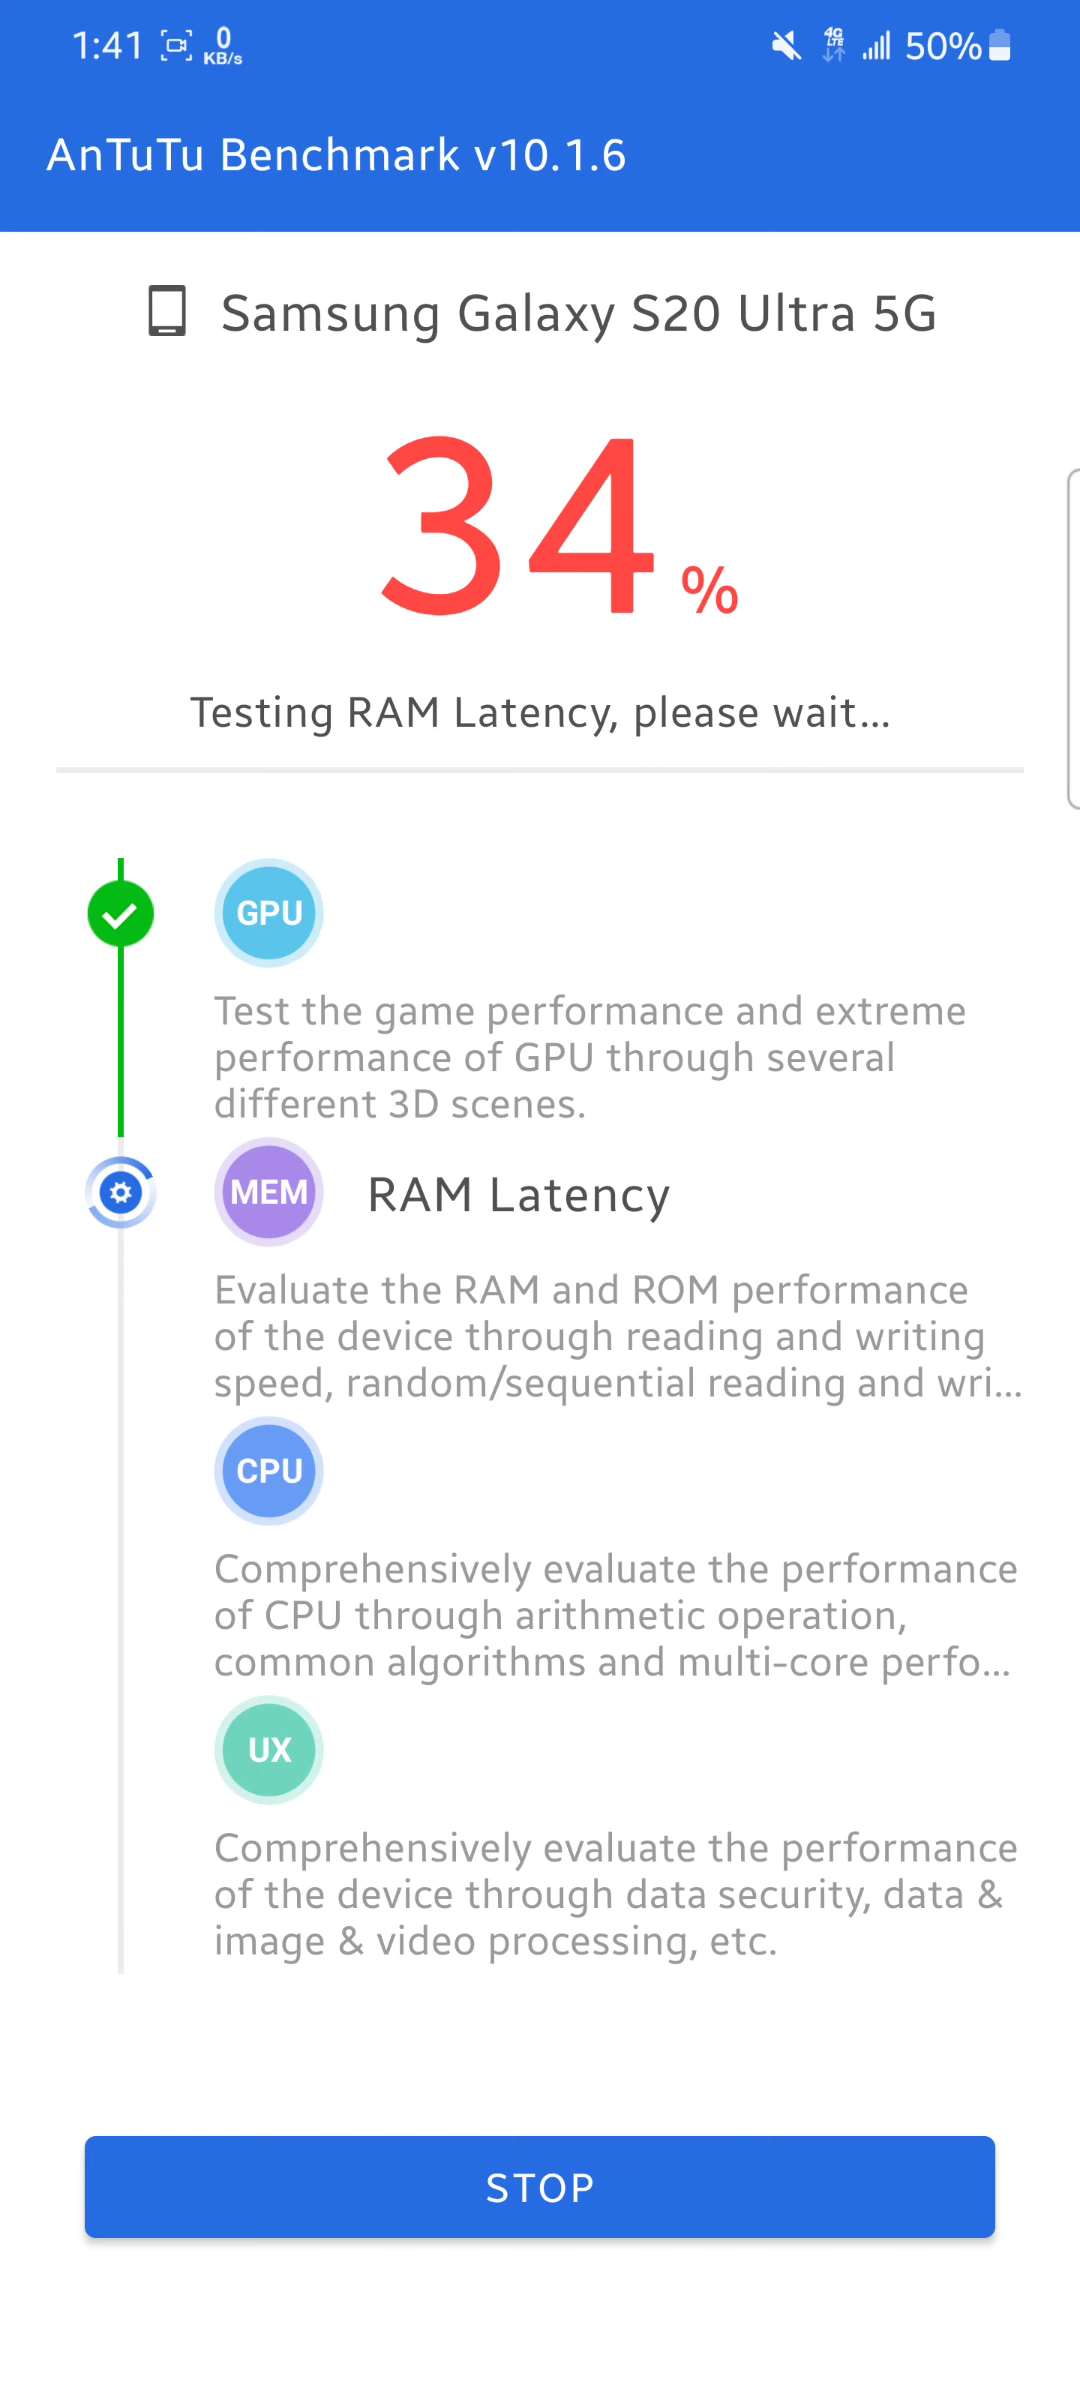 1:41 0 KB/s 4G LTE 50%
AnTuTu Benchmark v10.1.6
Samsung Galaxy S20 Ultra 5G
34 %
Testing RAM Latency, please wait...
GPU
Test the game performance and extreme
performance of GPU through several
different 3D scenes.
MEM RAM Latency
Evaluate the RAM and ROM performance
of the device through reading and writing
speed, random/sequential reading and wri...
CPU
Comprehensively evaluate the performance
of CPU through arithmetic operation,
common algorithms and multi-core perfo...
UX
Comprehensively evaluate the performance
of the device through data security, data &
image & video processing, etc.
STOP